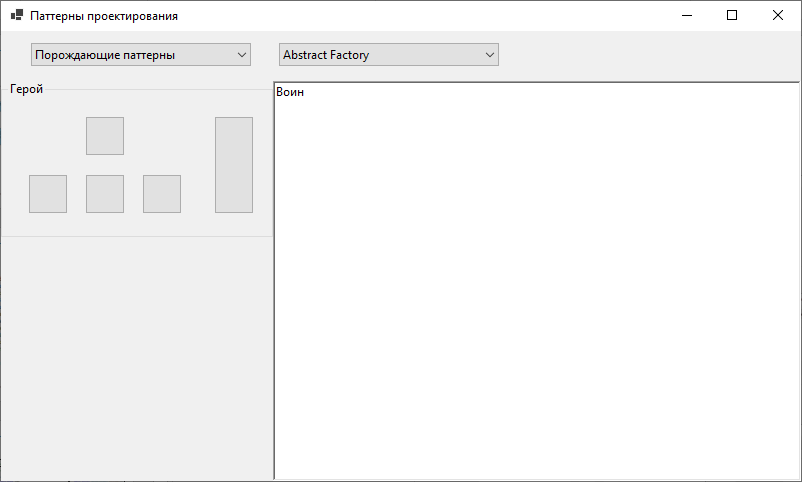 Паттерны проектирования
Порождающие паттерны
Abstract Factory
Герой
Воин